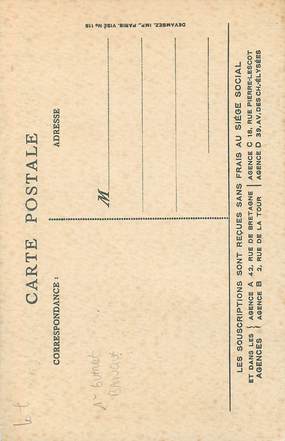 CARTE POSTALE
CORRESPONDANCE :
ADRESSE
M
DEVAMBEZ, IMP., PARIS. VISÉ No 118
LES SOUSCRIPTIONS SONT REÇUES SANS FRAIS AU SIÈGE SOCIAL
ET DANS LES AGENCES
AGENCE A 42, RUE DE BRETAGNE
AGENCE B 2, RUE DE LA TOUR
AGENCE C 18, RUE PIERRE-LESCOT
AGENCE D 39, AV. DES CH.-ÉLYSÉES